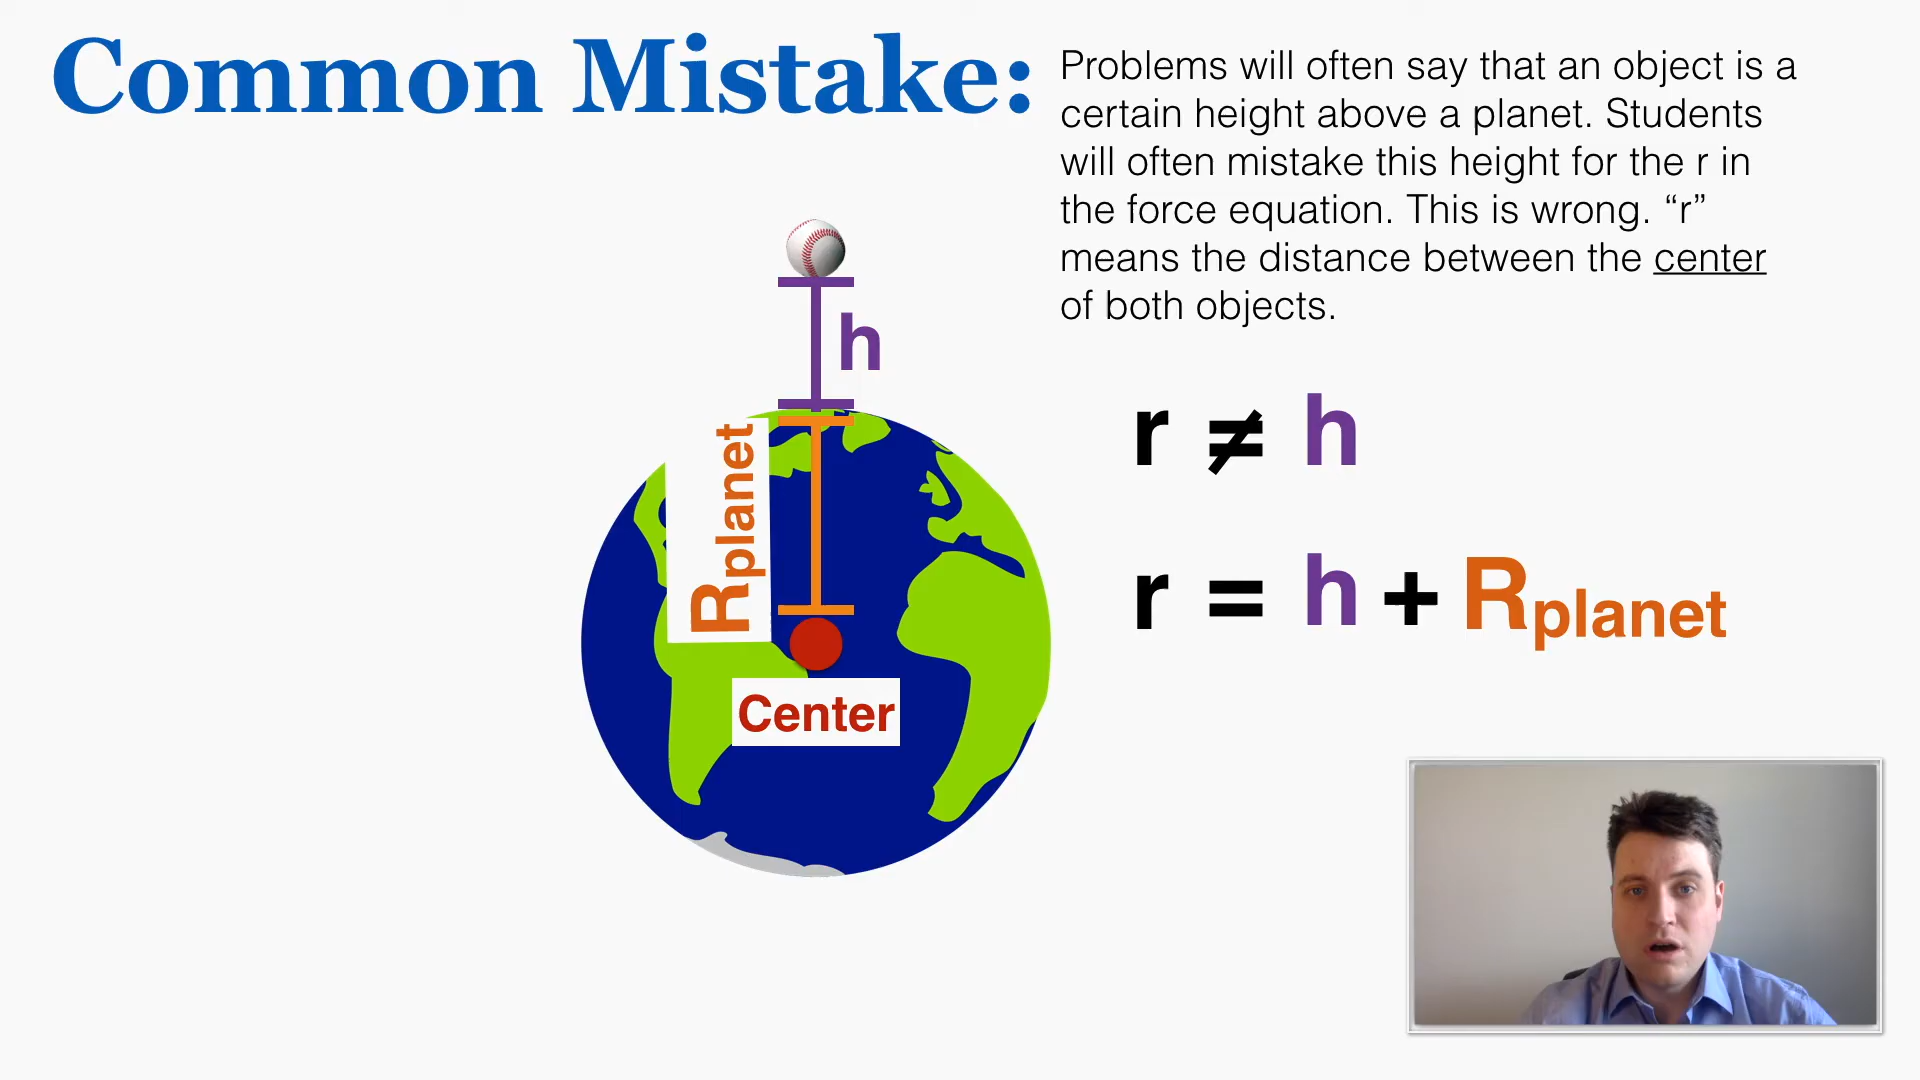 Common Mistake:
Problems will often say that an object is a
certain height above a planet. Students
will often mistake this height for the r in
the force equation. This is wrong. “r”
means the distance between the center
of both objects.
h
Rplanet
Center
r ≠ h
r = h + Rplanet